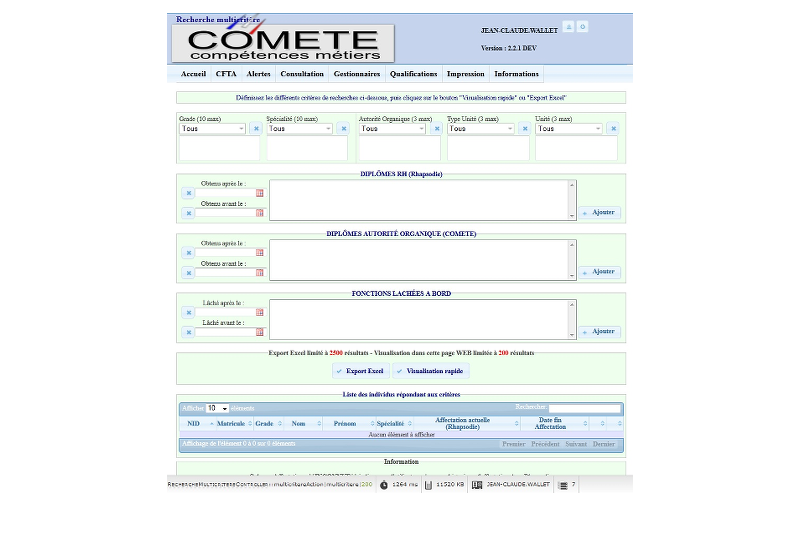 Recherche multicritère
COMETE
compétences métiers
JEAN-CLAUDE.WALLET
Version : 2.2.1 DEV
Accueil CFTA Alertes Consultation Gestionnaires Qualifications Impression Informations
Définissez les différents critères de recherches ci-dessous, puis cliquez sur le bouton "Visualisation rapide" ou "Export Excel"
Grade (10 max) Spécialité (10 max) Autorité Organique (3 max) Type Unité (3 max) Unité (3 max)
Tous Tous Tous Tous Tous
DIPLÔMES RH (Rhapsodie)
Obtenu après le :
Obtenu avant le :
Ajouter
DIPLÔMES AUTORITÉ ORGANIQUE (COMETE)
Obtenu après le :
Obtenu avant le :
Ajouter
FONCTIONS LACHÉES A BORD
Lâché après le :
Lâché avant le :
Ajouter
Export Excel limité à 2500 résultats - Visualisation dans cette page WEB limitée à 200 résultats
Export Excel Visualisation rapide
Liste des individus répondant aux critères
Afficher 10 éléments Rechercher:
NID Matricule Grade Nom Prénom Spécialité Affectation actuelle (Rhapsodie) Date fin Affectation
Aucun élément à afficher
Affichage de l'élément 0 à 0 sur 0 éléments Premier Précédent Suivant Dernier
Information
1264 ms 11520 KB JEAN-CLAUDE.WALLET 7